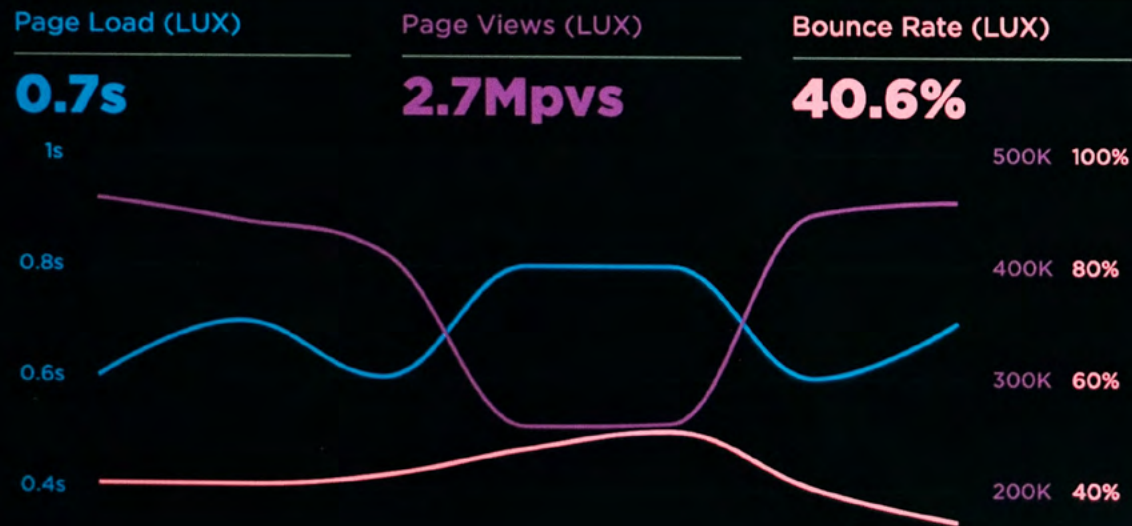 Page Load (LUX) Page Views (LUX) Bounce Rate (LUX)
0.7s 2.7Mpvs 40.6%
1s 500K 100%
0.8s 400K 80%
0.6s 300K 60%
0.4s 200K 40%